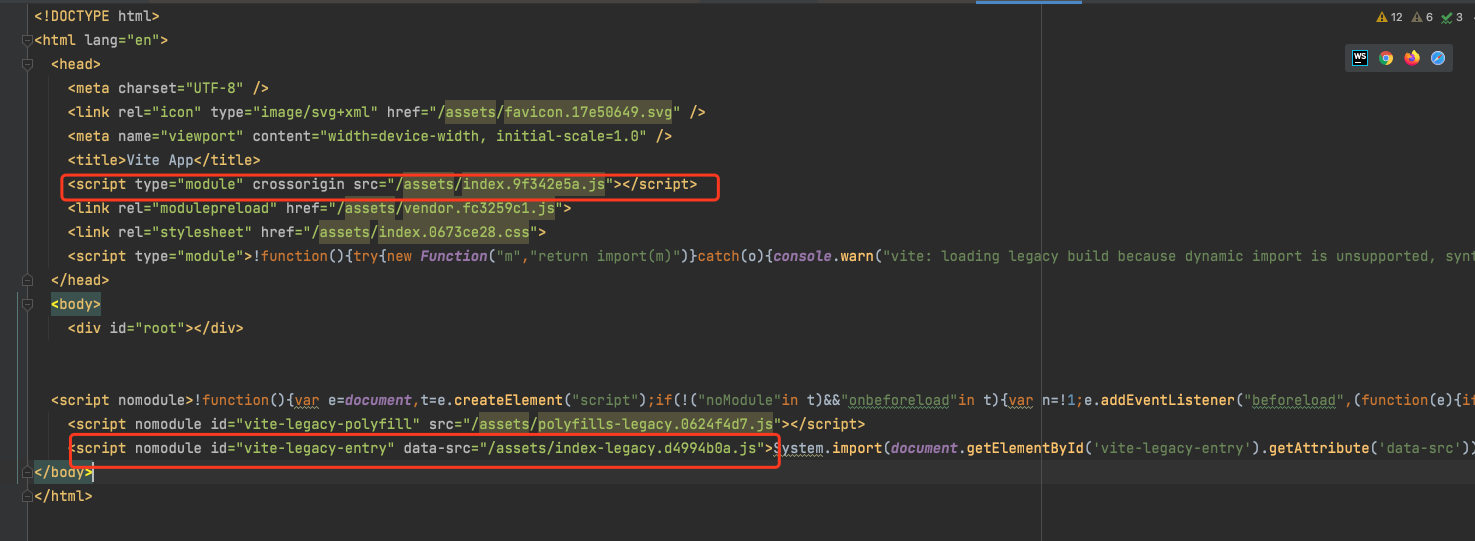 <!DOCTYPE html>
12 6 3
<html lang="en">
WS
<head>
<meta charset="UTF-8" />
<link rel="icon" type="image/svg+xml" href="/assets/favicon.17e50649.svg" />
<meta name="viewport" content="width=device-width, initial-scale=1.0" />
<title>Vite App</title>
<script type="module" crossorigin src="/assets/index.9f342e5a.js"></script>
<link rel="modulepreload" href="/assets/vendor.fc3259c1.js">
<link rel="stylesheet" href="/assets/index.0673ce28.css">
<script type="module">!function(){try{new Function("m","return import(m)")}catch(o){console.warn("vite: loading legacy build because dynamic import is unsupported, synt
</head>
<body>
<div id="root"></div>
<script nomodule>!function(){var e=document,t=e.createElement("script");if(!("noModule"in t)&&"onbeforeload"in t){var n=!1;e.addEventListener("beforeload",(function(e){if
<script nomodule id="vite-legacy-polyfill" src="/assets/polyfills-legacy.0624f4d7.js"></script>
<script nomodule id="vite-legacy-entry" data-src="/assets/index-legacy.d4994b0a.js">System.import(document.getElementById('vite-legacy-entry').getAttribute('data-src'))
</body>
</html>